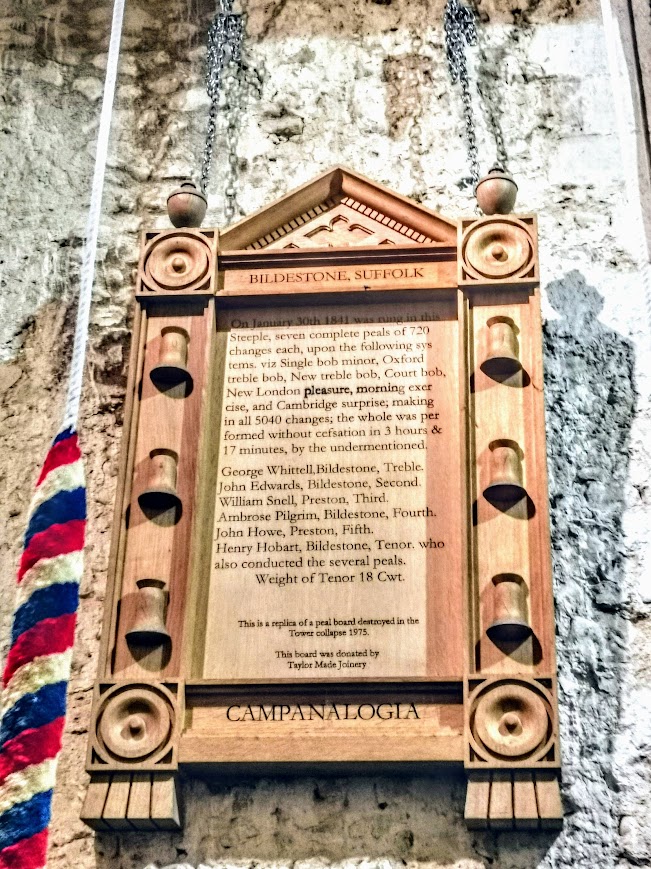 BILDESTONE, SUFFOLK
On January 30th 1841 was rung in this
Steeple, seven complete peals of 720
changes each, upon the following sys
tems. viz Single bob minor, Oxford
treble bob, New treble bob, Court bob,
New London pleasure, morning exer
cise, and Cambridge surprise; making
in all 5040 changes; the whole was per
formed without cefsation in 3 hours &
17 minutes, by the undermentioned.
George Whittell,Bildestone, Treble.
John Edwards, Bildestone, Second.
William Snell, Preston, Third.
Ambrose Pilgrim, Bildestone, Fourth.
John Howe, Preston, Fifth.
Henry Hobart, Bildestone, Tenor. who
also conducted the several peals.
Weight of Tenor 18 Cwt.
This is a replica of a peal board destroyed in the
Tower collapse 1975.
This board was donated by
Taylor Made Joinery
CAMPANALOGIA